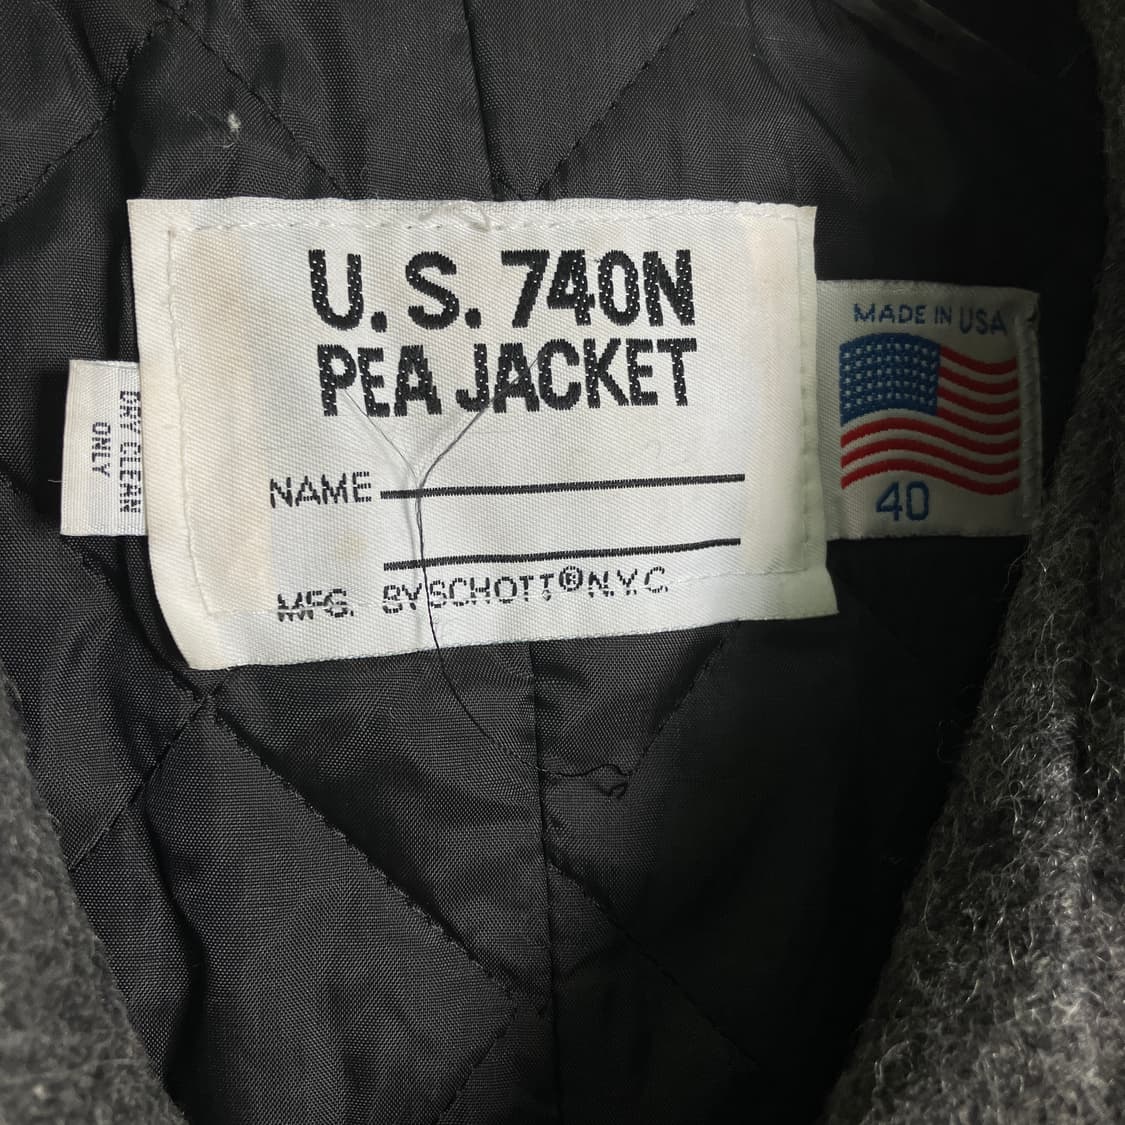 U. S. 740N
PEA JACKET
NAME
MFG. BY SCHOTT ® N.Y.C.
DRY CLEAN
ONLY
MADE IN USA
40